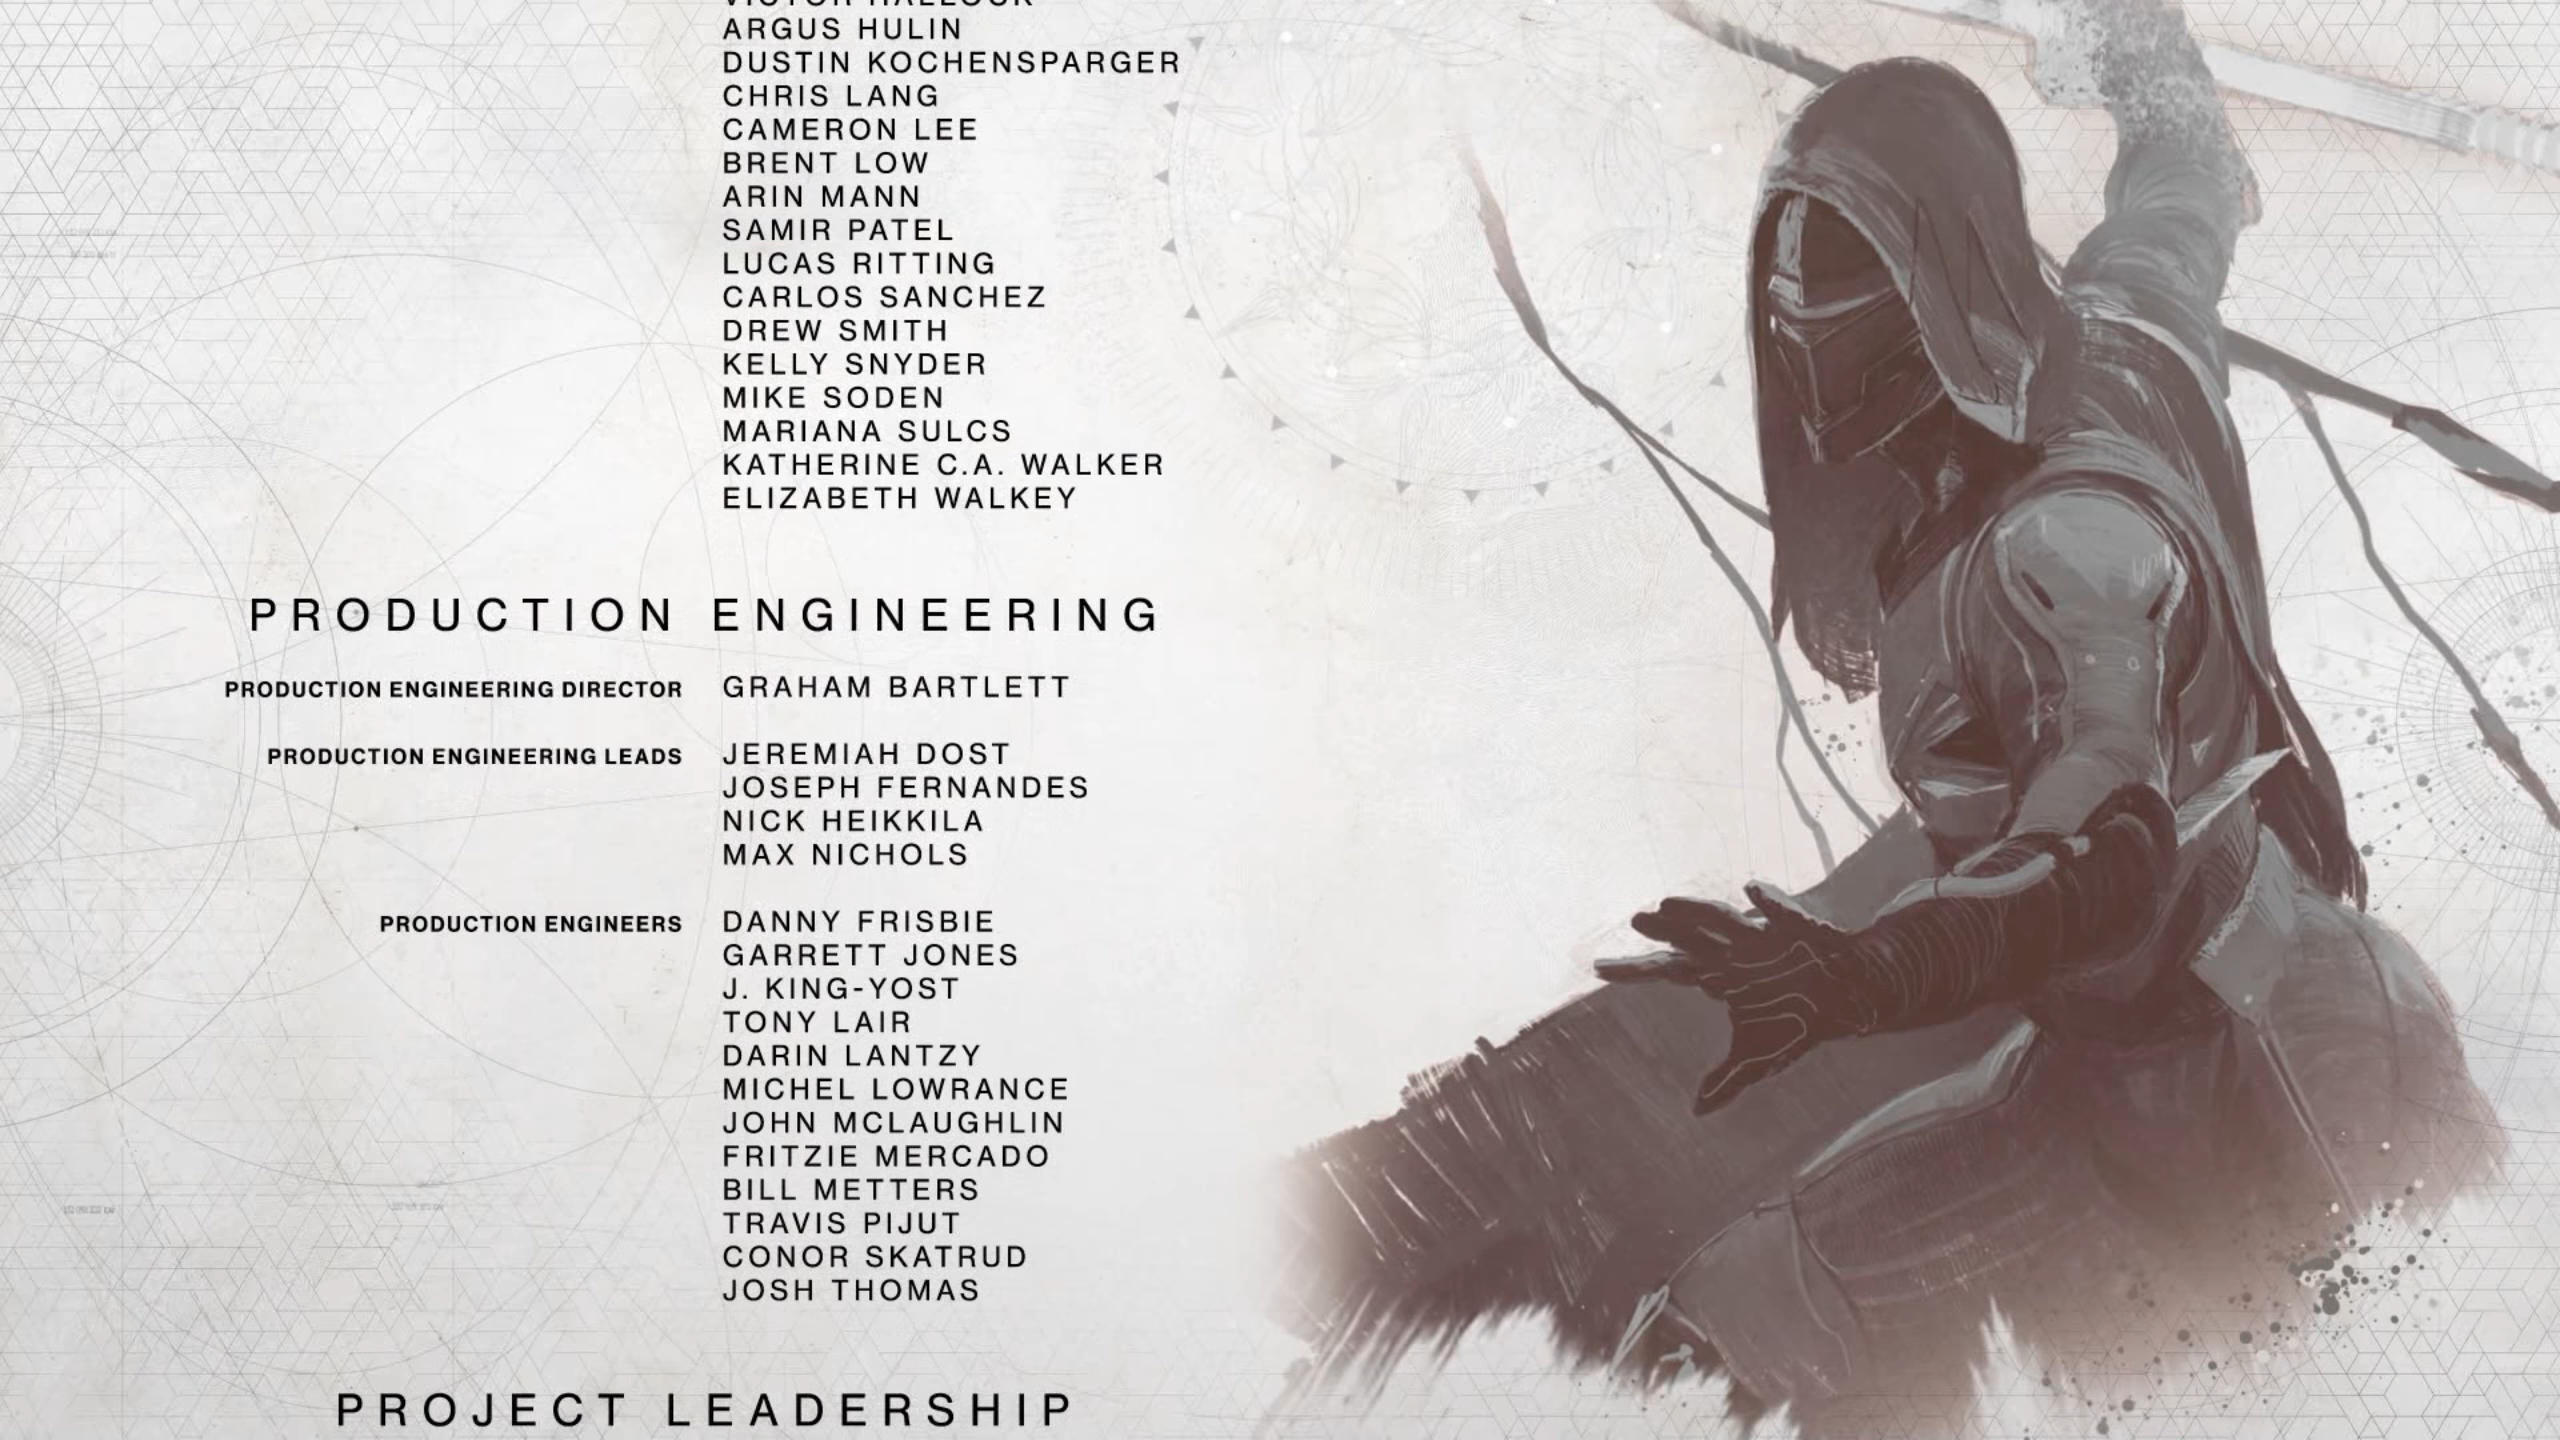 ARGUS HULIN
DUSTIN KOCHENSPARGER
CHRIS LANG
CAMERON LEE
BRENT LOW
ARIN MANN
SAMIR PATEL
LUCAS RITTING
CARLOS SANCHEZ
DREW SMITH
KELLY SNYDER
MIKE SODEN
MARIANA SULCS
KATHERINE C.A. WALKER
ELIZABETH WALKEY
PRODUCTION ENGINEERING
PRODUCTION ENGINEERING DIRECTOR GRAHAM BARTLETT
PRODUCTION ENGINEERING LEADS JEREMIAH DOST
JOSEPH FERNANDES
NICK HEIKKILA
MAX NICHOLS
PRODUCTION ENGINEERS DANNY FRISBIE
GARRETT JONES
J. KING-YOST
TONY LAIR
DARIN LANTZY
MICHEL LOWRANCE
JOHN MCLAUGHLIN
FRITZIE MERCADO
BILL METTERS
TRAVIS PIJUT
CONOR SKATRUD
JOSH THOMAS
PROJECT LEADERSHIP